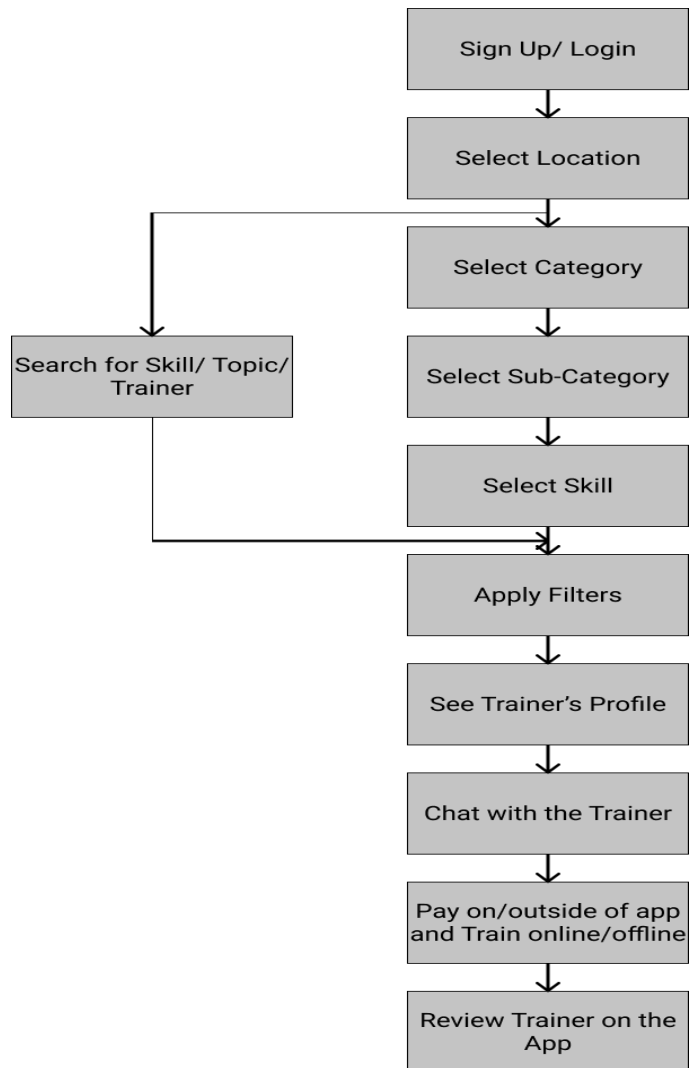 Sign Up/ Login
Select Location
Select Category
Search for Skill/ Topic/
Trainer
Select Sub-Category
Select Skill
Apply Filters
See Trainer’s Profile
Chat with the Trainer
Pay on/outside of app
and Train online/offline
Review Trainer on the
App